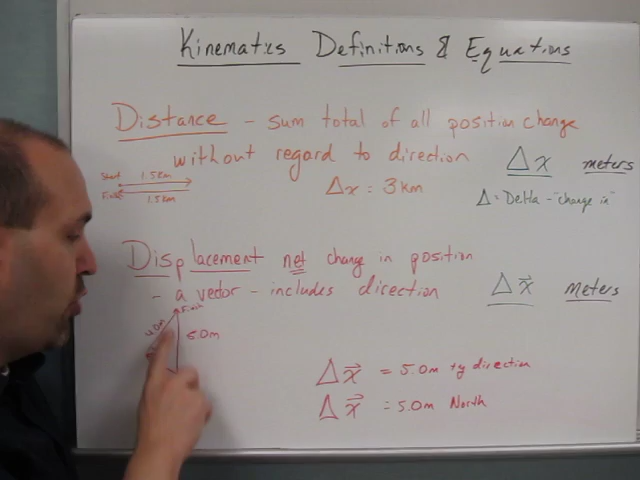 Kinematics Definitions & Equations
Distance - sum total of all position change
without regard to direction
Δx meters
Start 1.5km
Finish 1.5km
Δx = 3km
Δ = Delta - "change in"
Displacement net change in position
- a vector - includes direction
Δx⃗ meters
Finish
5.0m
Δx⃗ = 5.0m +y direction
Δx⃗ = 5.0m North